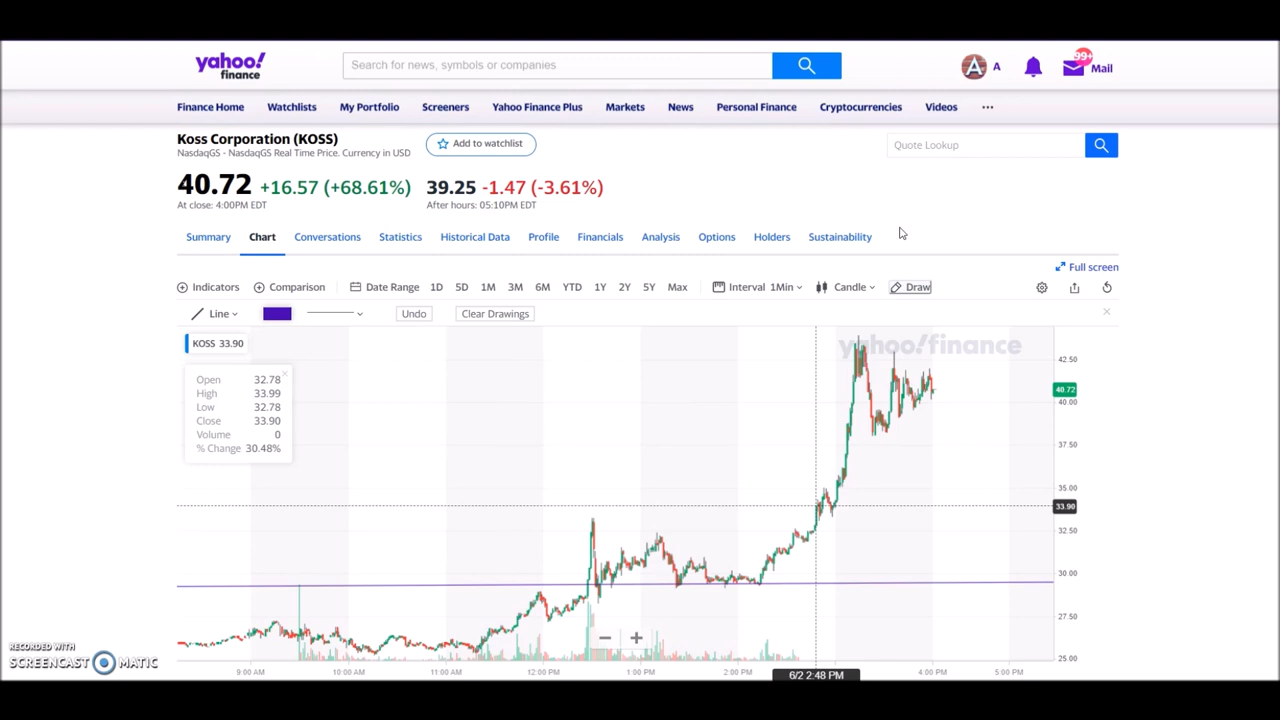 yahoo!
finance
Search for news, symbols or companies
A
A
99+
Mail
Finance Home Watchlists My Portfolio Screeners Yahoo Finance Plus Markets News Personal Finance Cryptocurrencies Videos ...
Koss Corporation (KOSS)
NasdaqGS - NasdaqGS Real Time Price. Currency in USD
Add to watchlist
Quote Lookup
40.72 +16.57 (+68.61%) 39.25 -1.47 (-3.61%)
At close: 4:00PM EDT After hours: 05:10PM EDT
Summary Chart Conversations Statistics Historical Data Profile Financials Analysis Options Holders Sustainability
Full screen
Indicators Comparison Date Range 1D 5D 1M 3M 6M YTD 1Y 2Y 5Y Max Interval 1Min Candle Draw
Line Undo Clear Drawings
KOSS 33.90
yahoo!finance
Open 32.78
High 33.99
Low 32.78
Close 33.90
Volume 0
% Change 30.48%
42.50
40.72
40.00
37.50
35.00
33.90
32.50
30.00
27.50
25.00
9:00 AM 10:00 AM 11:00 AM 12:00 PM 1:00 PM 2:00 PM 6/2 2:48 PM 4:00 PM 5:00 PM
RECORDED WITH
SCREENCAST MATIC